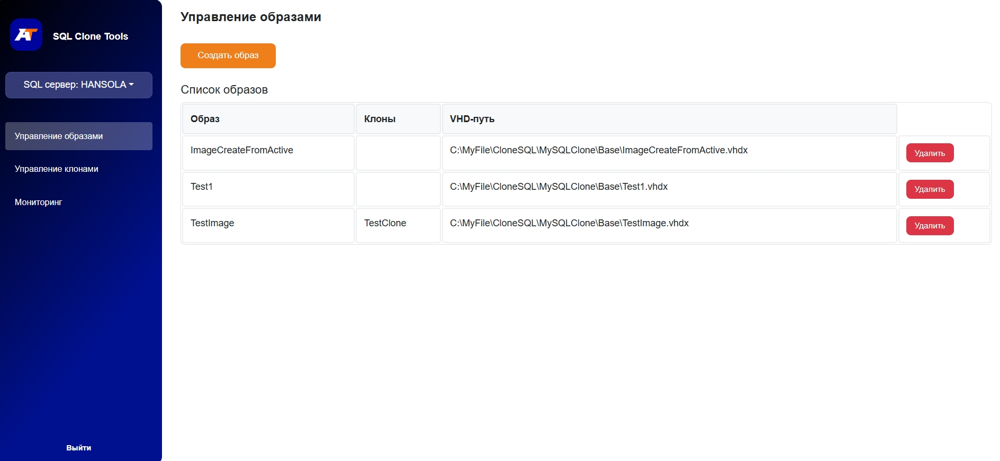 AT
SQL Clone Tools
SQL сервер: HANSOLA
Управление образами
Управление клонами
Мониторинг
Выйти
Управление образами
Создать образ
Список образов
Образ Клоны VHD-путь
ImageCreateFromActive C:\MyFile\CloneSQL\MySQLClone\Base\ImageCreateFromActive.vhdx Удалить
Test1 C:\MyFile\CloneSQL\MySQLClone\Base\Test1.vhdx Удалить
TestImage TestClone C:\MyFile\CloneSQL\MySQLClone\Base\TestImage.vhdx Удалить